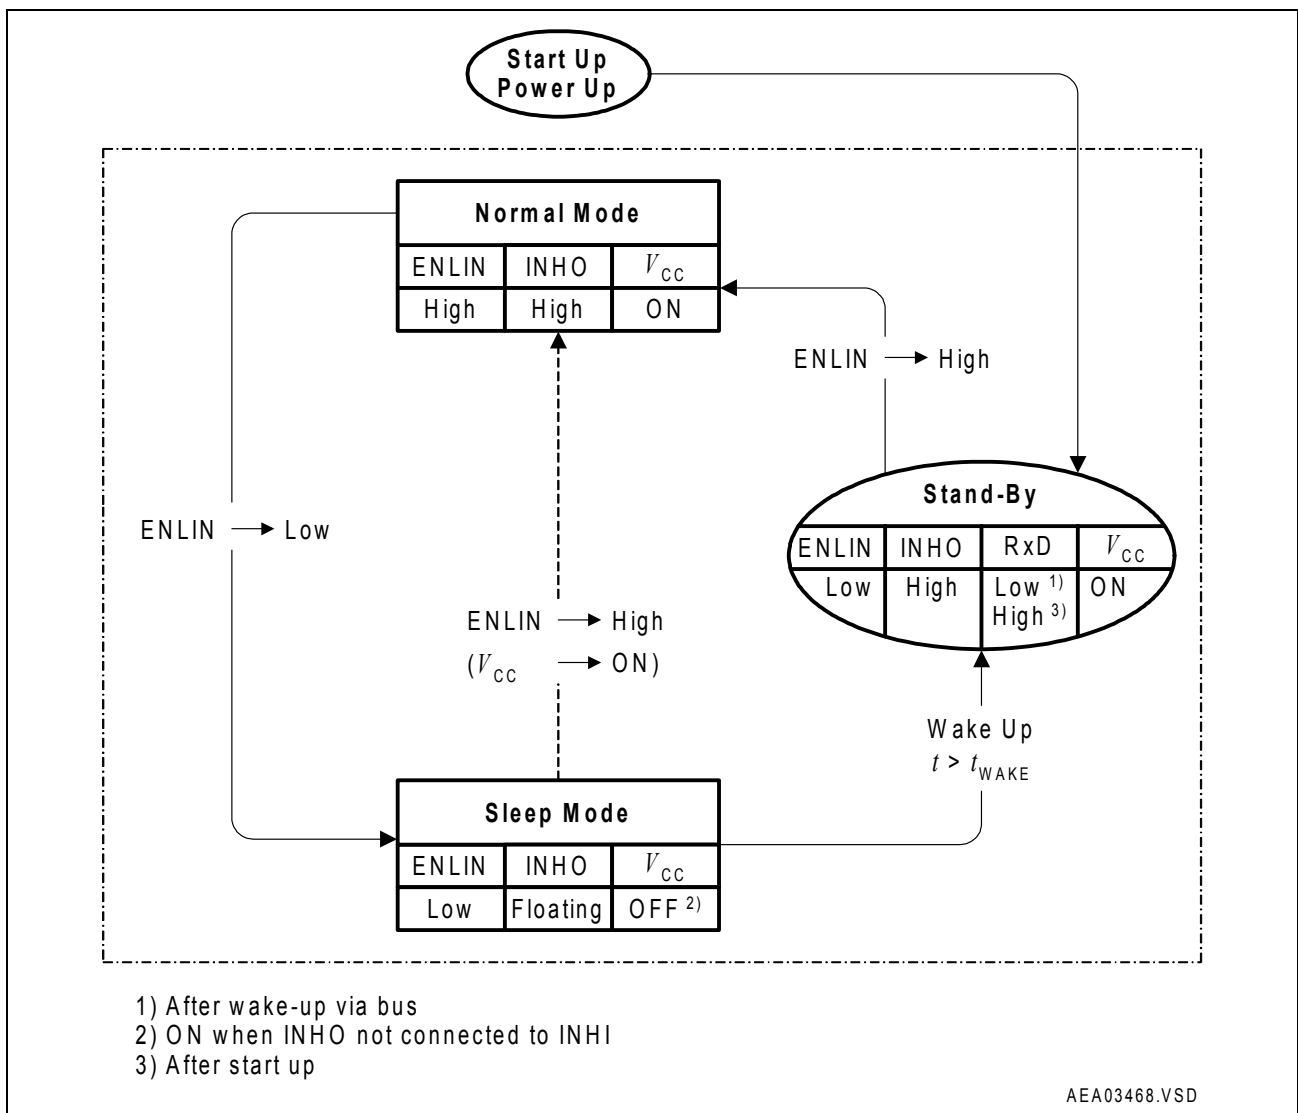 Start Up
Power Up
Normal Mode
ENLIN INHO VCC
High High ON
ENLIN → High
Stand-By
ENLIN INHO RxD VCC
Low High Low 1) ON
High 3)
ENLIN → Low
ENLIN → High
(VCC → ON)
Wake Up
t > tWAKE
Sleep Mode
ENLIN INHO VCC
Low Floating OFF 2)
1) After wake-up via bus
2) ON when INHO not connected to INHI
3) After start up
AEA03468.VSD